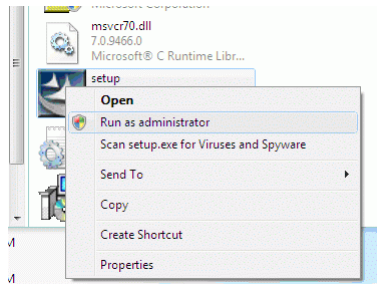 Microsoft Corporation
msvcr70.dll
7.0.9466.0
Microsoft® C Runtime Libr...
setup
Open
Run as administrator
Scan setup.exe for Viruses and Spyware
Send To
Copy
Create Shortcut
Properties
M
M